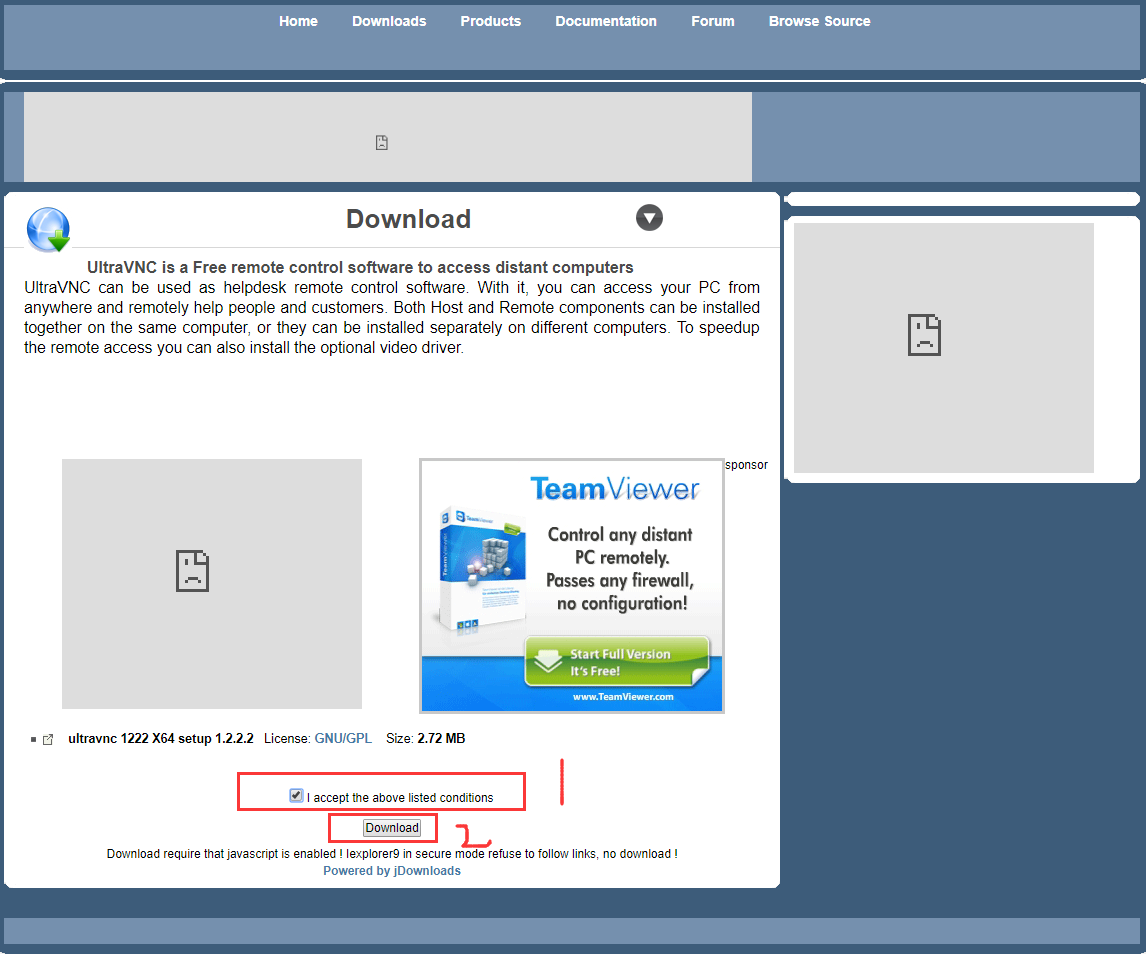 Home Downloads Products Documentation Forum Browse Source
Download
UltraVNC is a Free remote control software to access distant computers
UltraVNC can be used as helpdesk remote control software. With it, you can access your PC from
anywhere and remotely help people and customers. Both Host and Remote components can be installed
together on the same computer, or they can be installed separately on different computers. To speedup
the remote access you can also install the optional video driver.
sponsor
TeamViewer
TeamViewer
Control any distant
PC remotely.
Passes any firewall,
no configuration!
Start Full Version
It's Free!
www.TeamViewer.com
ultravnc 1222 X64 setup 1.2.2.2 License: GNU/GPL Size: 2.72 MB
I accept the above listed conditions
1
Download
2
Download require that javascript is enabled ! Iexplorer9 in secure mode refuse to follow links, no download !
Powered by jDownloads